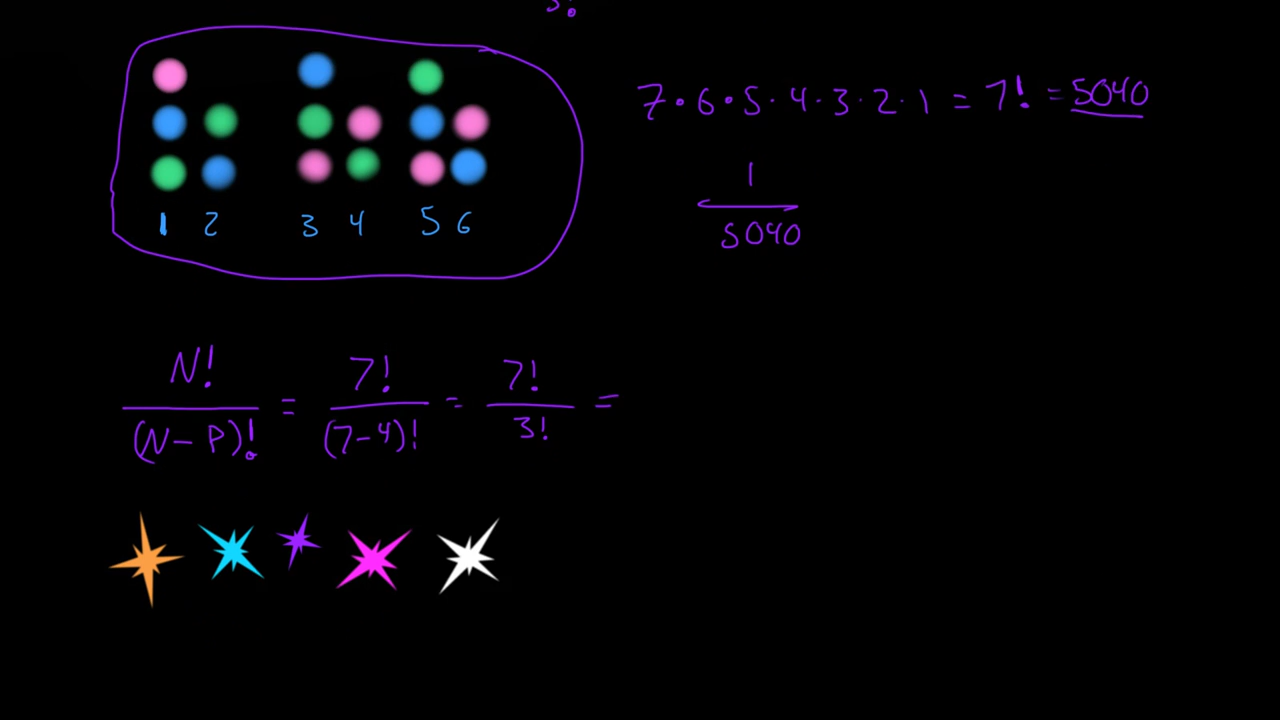 3!
7 · 6 · 5 · 4 · 3 · 2 · 1 = 7! = 5040
1
5040
1 2 3 4 5 6
N! / (N - P)! = 7! / (7-4)! = 7! / 3! =